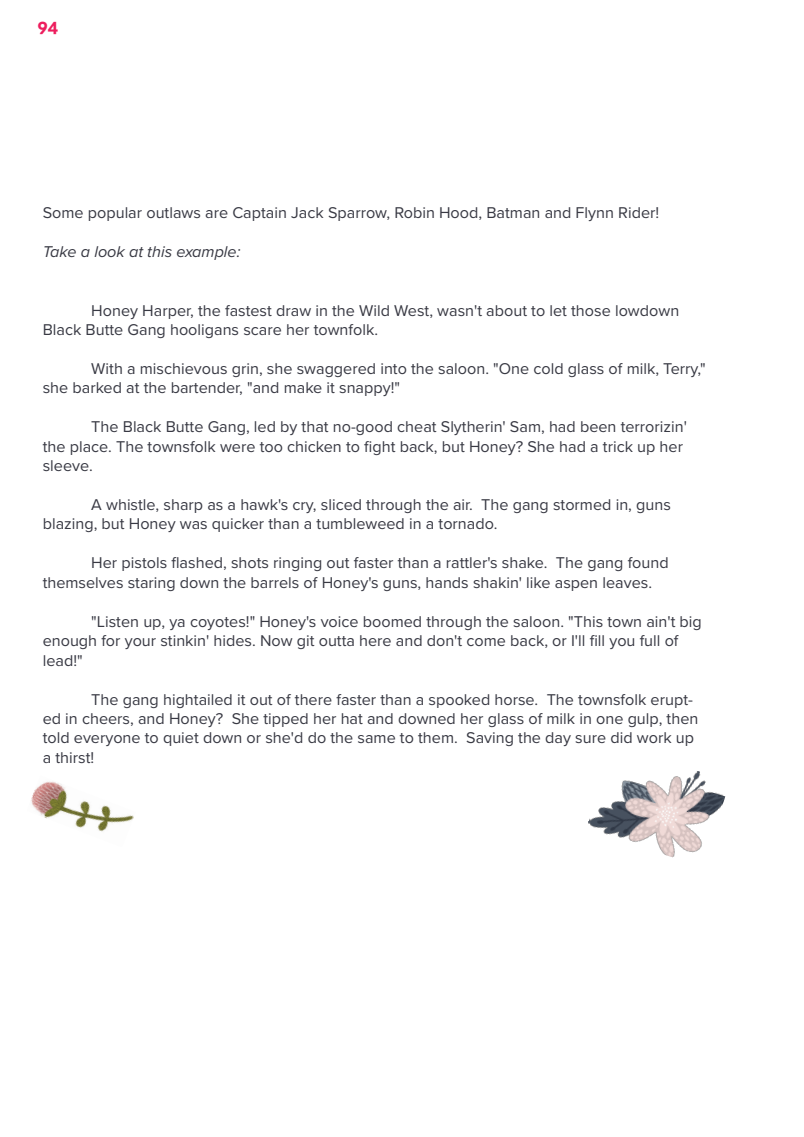 94
Some popular outlaws are Captain Jack Sparrow, Robin Hood, Batman and Flynn Rider!
Take a look at this example:
Honey Harper, the fastest draw in the Wild West, wasn't about to let those lowdown
Black Butte Gang hooligans scare her townfolk.
With a mischievous grin, she swaggered into the saloon. "One cold glass of milk, Terry,"
she barked at the bartender, "and make it snappy!"
The Black Butte Gang, led by that no-good cheat Slytherin' Sam, had been terrorizin'
the place. The townsfolk were too chicken to fight back, but Honey? She had a trick up her
sleeve.
A whistle, sharp as a hawk's cry, sliced through the air.  The gang stormed in, guns
blazing, but Honey was quicker than a tumbleweed in a tornado.
Her pistols flashed, shots ringing out faster than a rattler's shake.  The gang found
themselves staring down the barrels of Honey's guns, hands shakin' like aspen leaves.
"Listen up, ya coyotes!" Honey's voice boomed through the saloon. "This town ain't big
enough for your stinkin' hides. Now git outta here and don't come back, or I'll fill you full of
lead!"
The gang hightailed it out of there faster than a spooked horse.  The townsfolk erupt-
ed in cheers, and Honey?  She tipped her hat and downed her glass of milk in one gulp, then
told everyone to quiet down or she'd do the same to them.  Saving the day sure did work up
a thirst!